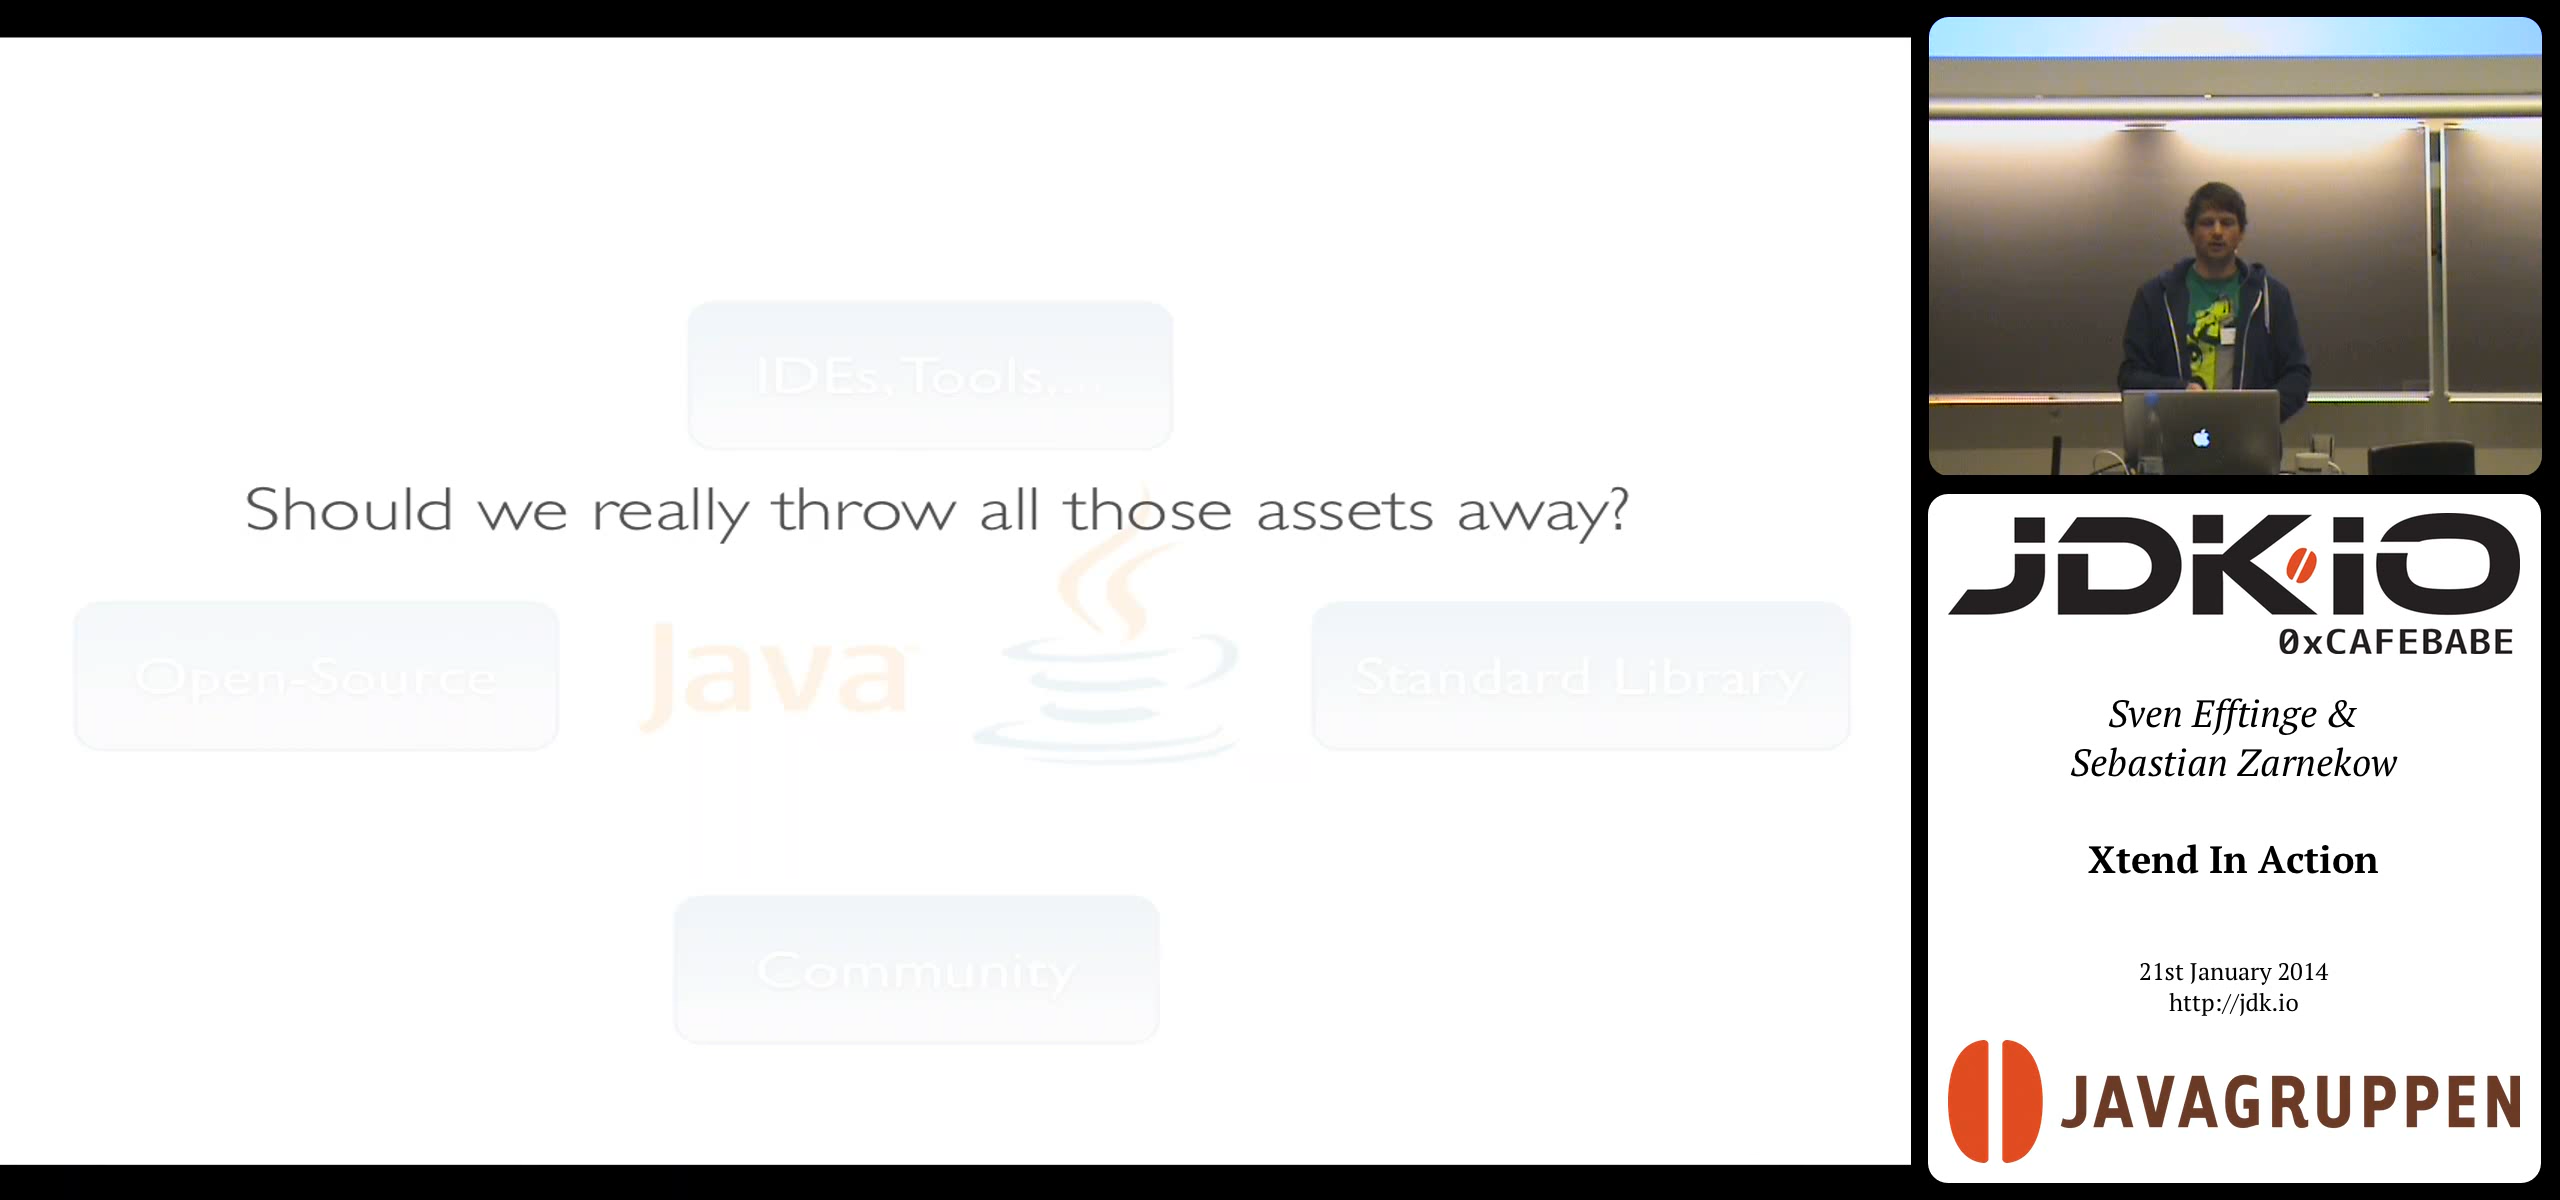 IDEs, Tools,...
Should we really throw all those assets away?
Open-Source
Java
Standard Library
Community
JDK.IO
0xCAFEBABE
Sven Efftinge &
Sebastian Zarnekow
Xtend In Action
21st January 2014
http://jdk.io
JAVAGRUPPEN